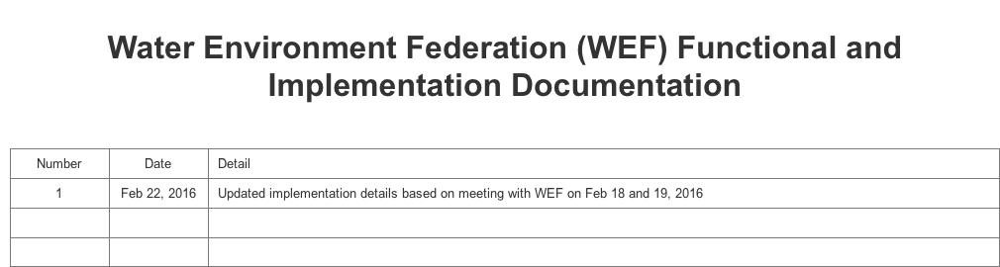 Water Environment Federation (WEF) Functional and
Implementation Documentation
Number Date Detail
1 Feb 22, 2016 Updated implementation details based on meeting with WEF on Feb 18 and 19, 2016